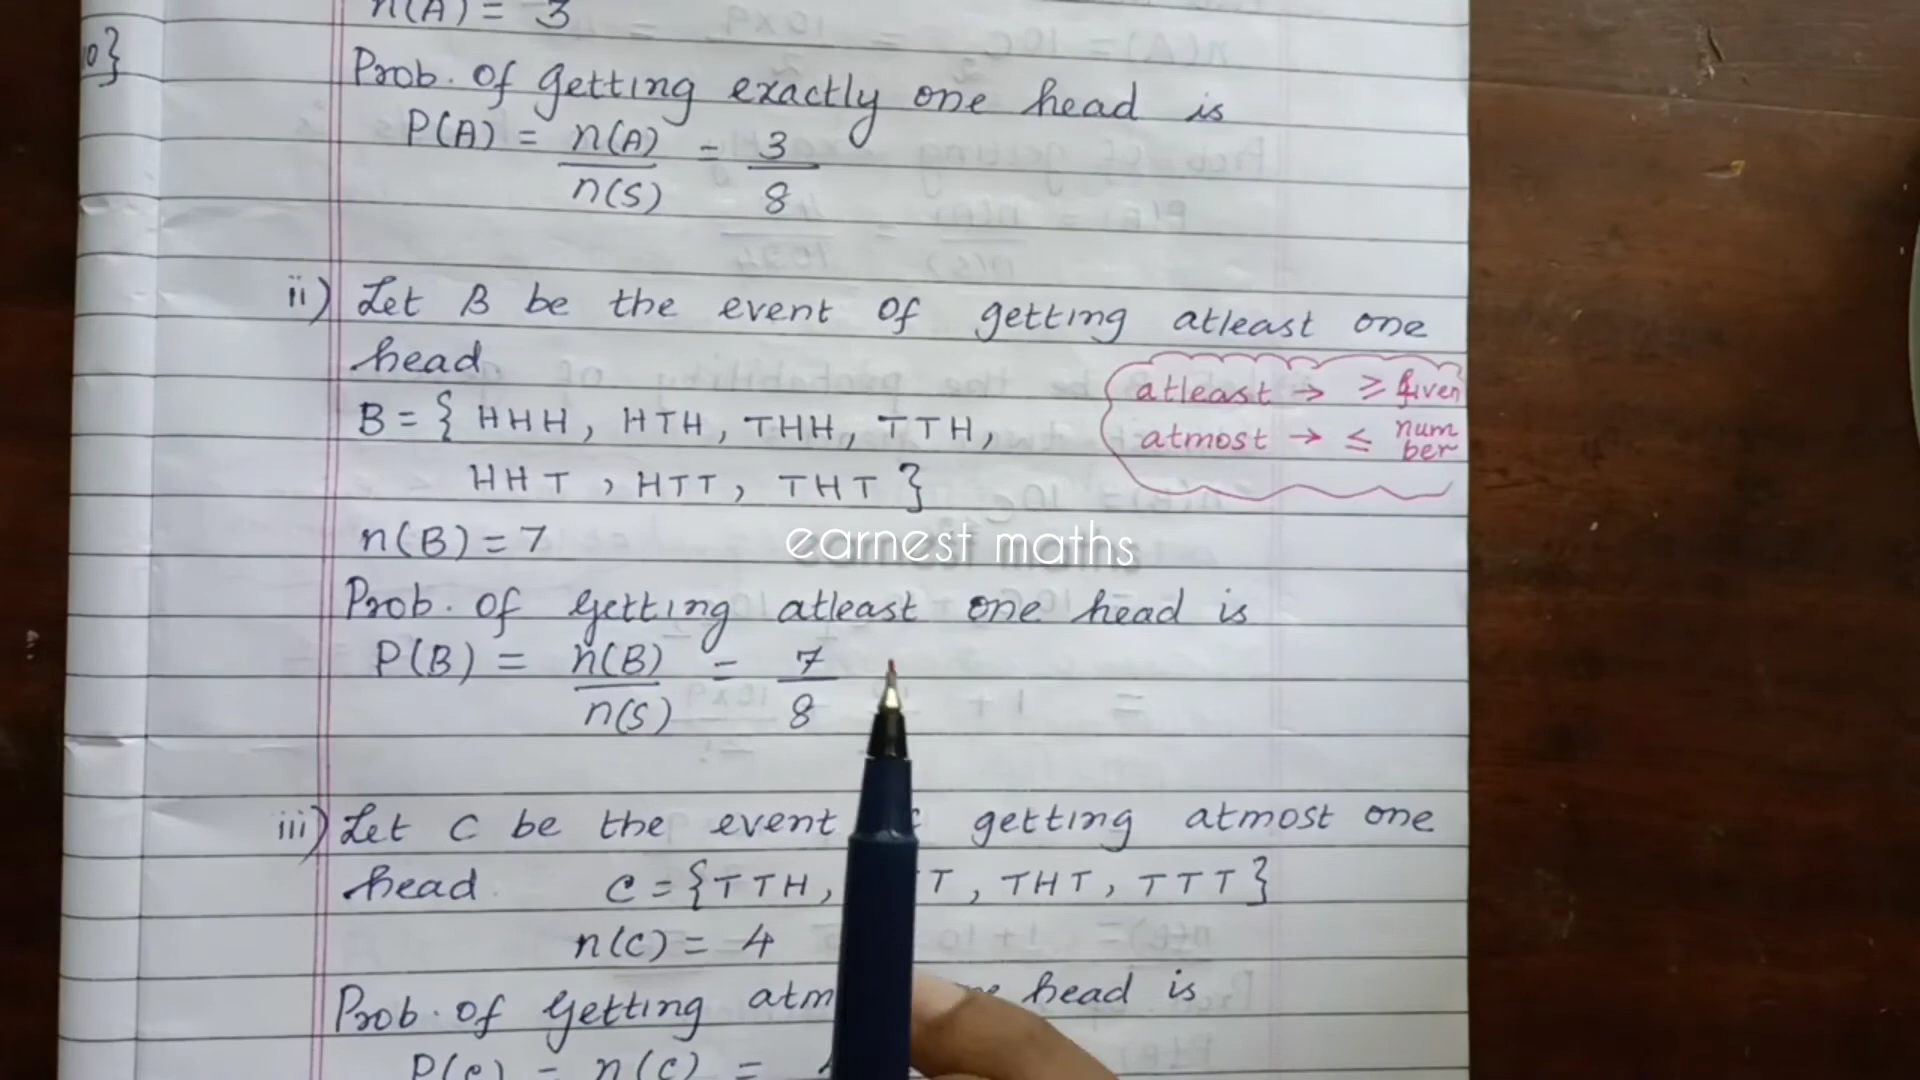 n(A) = 3
0}
Prob. of getting exactly one head is
P(A) = n(A) = 3
n(S) 8
ii) Let B be the event of getting atleast one
head
atleast → ≥ given
B = { HHH, HTH, THH, TTH,
atmost → ≤ num
ber
HHT, HTT, THT }
n(B) = 7
earnest maths
Prob. of getting atleast one head is
P(B) = n(B) = 7
n(S) 8
iii) Let C be the event getting atmost one
head. C = { TTH, T, THT, TTT }
n(C) = 4
Prob. of getting head is
P(C) = n(C) =